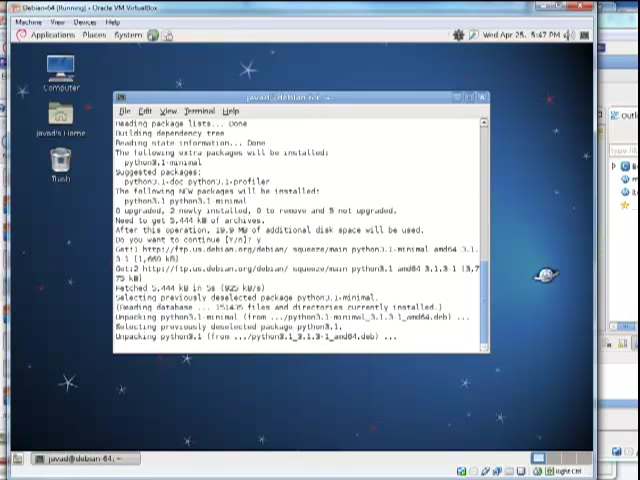 Debian64 [Running] - Oracle VM VirtualBox
Machine View Devices Help
Applications Places System
Wed Apr 25, 5:47 PM
Computer
javad's Home
Trash
javad@debian-64: ~
File Edit View Terminal Help
Reading package lists... Done
Building dependency tree
Reading state information... Done
The following extra packages will be installed:
python3.1-minimal
Suggested packages:
python3.1-doc python3.1-profiler
The following NEW packages will be installed:
python3.1 python3.1-minimal
0 upgraded, 2 newly installed, 0 to remove and 5 not upgraded.
Need to get 5,444 kB of archives.
After this operation, 19.9 MB of additional disk space will be used.
Do you want to continue [Y/n]? y
Get:1 http://ftp.us.debian.org/debian/ squeeze/main python3.1-minimal amd64 3.1.
3-1 [1,669 kB]
Get:2 http://ftp.us.debian.org/debian/ squeeze/main python3.1 amd64 3.1.3-1 [3,7
75 kB]
Fetched 5,444 kB in 5s (925 kB/s)
Selecting previously deselected package python3.1-minimal.
(Reading database ... 151435 files and directories currently installed.)
Unpacking python3.1-minimal (from .../python3.1-minimal_3.1.3-1_amd64.deb) ...
Selecting previously deselected package python3.1.
Unpacking python3.1 (from .../python3.1_3.1.3-1_amd64.deb) ...
javad@debian-64: ~
Right Ctrl
Outli
type fil